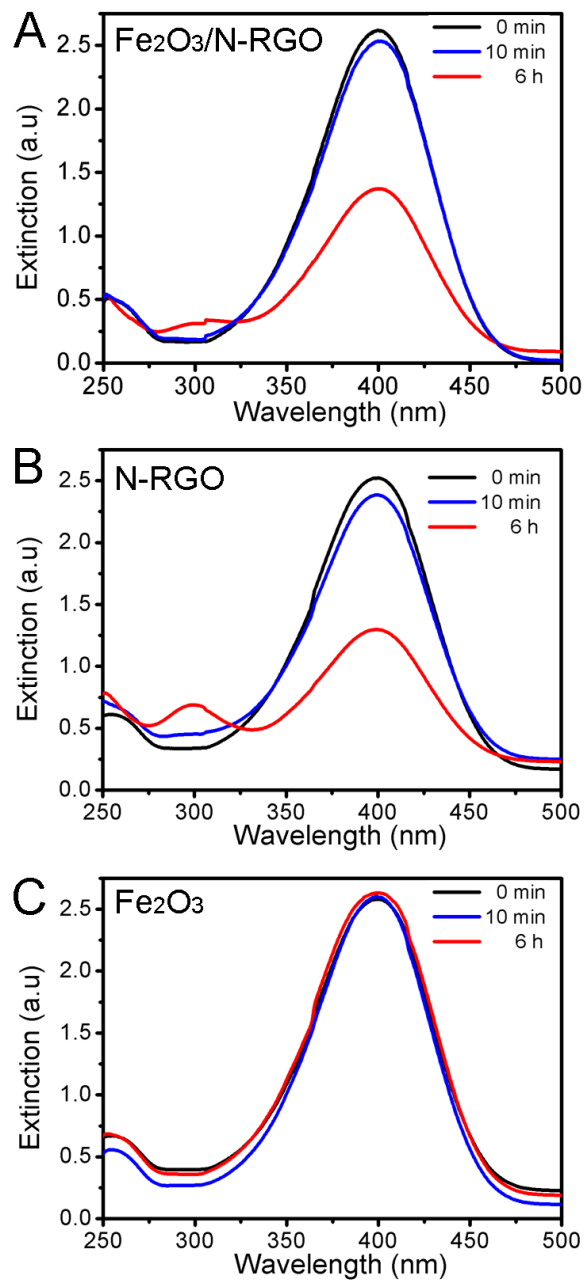 A
Fe₂O₃/N-RGO
0 min
10 min
6 h
2.5
2.0
1.5
1.0
0.5
0.0
Extinction (a.u)
250 300 350 400 450 500
Wavelength (nm)
B
N-RGO
0 min
10 min
6 h
2.5
2.0
1.5
1.0
0.5
0.0
Extinction (a.u)
250 300 350 400 450 500
Wavelength (nm)
C
Fe₂O₃
0 min
10 min
6 h
2.5
2.0
1.5
1.0
0.5
0.0
Extinction (a.u)
250 300 350 400 450 500
Wavelength (nm)